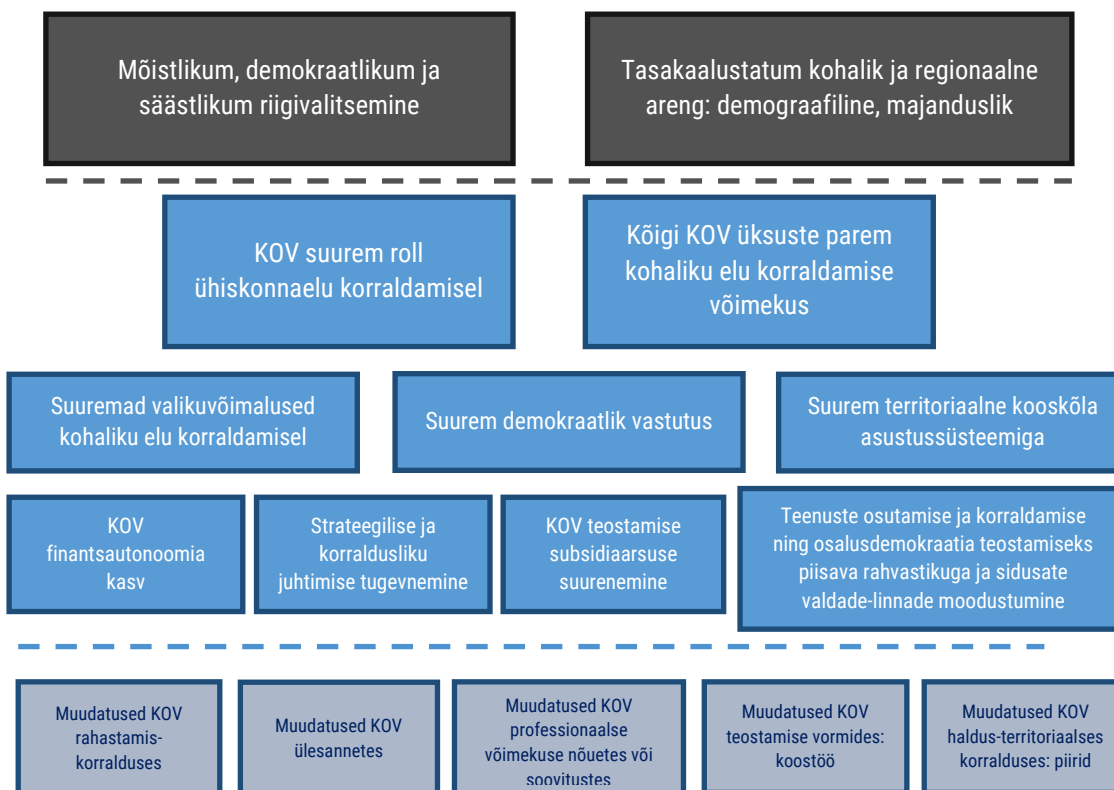 Mõistlikum, demokraatlikum ja
säästlikum riigivalitsemine
Tasakaalustatum kohalik ja regionaalne
areng: demograafiline, majanduslik
KOV suurem roll
ühiskonnaelu korraldamisel
Kõigi KOV üksuste parem
kohaliku elu korraldamise
võimekus
Suuremad valikuvõimalused
kohaliku elu korraldamisel
Suurem demokraatlik vastutus
Suurem territoriaalne kooskõla
asustussüsteemiga
KOV
finantsautonoomia
kasv
Strateegilise ja
korraldusliku
juhtimise tugevnemine
KOV teostamise
subsidiaarsuse
suurenemine
Teenuste osutamise ja korraldamise
ning osalusdemokraatia teostamiseks
piisava rahvastikuga ja sidusate
valdade-linnade moodustumine
Muudatused KOV
rahastamis-
korralduses
Muudatused KOV
ülesannetes
Muudatused KOV
professionaalse
võimekuse nõuetes või
soovitustes
Muudatused KOV
teostamise vormides:
koostöö
Muudatused KOV
haldus-territoriaalses
korralduses: piirid